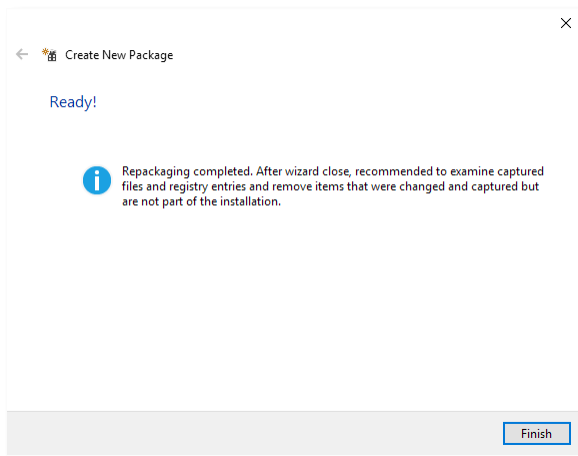 Create New Package
Ready!
Repackaging completed. After wizard close, recommended to examine captured
files and registry entries and remove items that were changed and captured but
are not part of the installation.
Finish